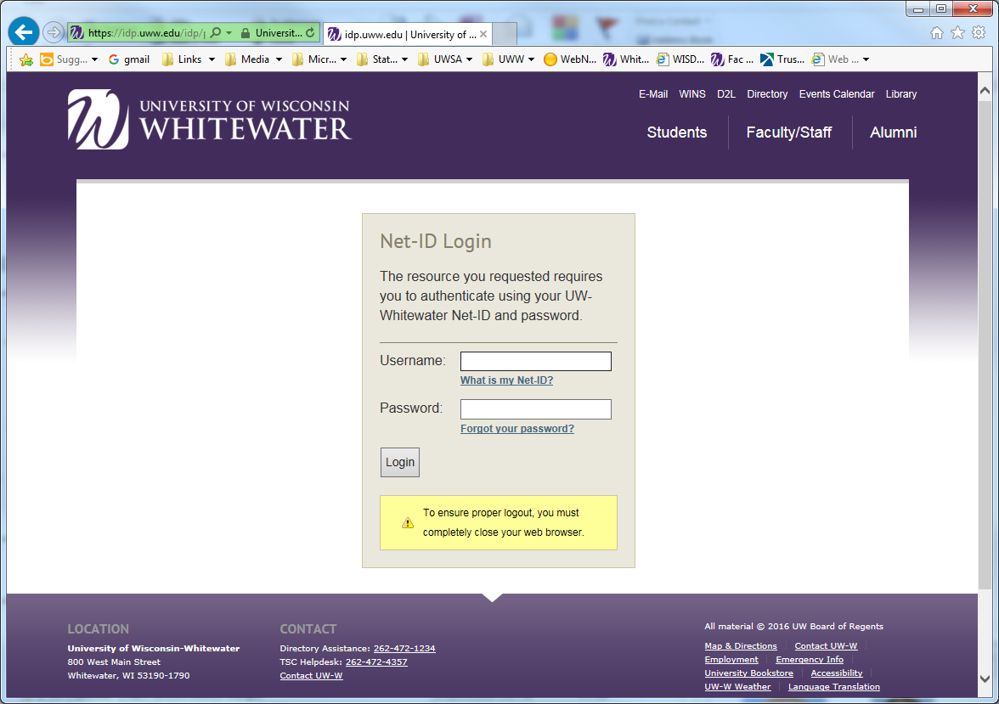 https://idp.uww.edu/idp/
Universit...
idp.uww.edu | University of ...
Sugg...
gmail
Links
Media
Micr...
Stat...
UWSA
UWW
WebN...
Whit...
WISD...
Fac ...
Trus...
Web ...
UNIVERSITY OF WISCONSIN
WHITEWATER
E-Mail WINS D2L Directory Events Calendar Library
Students Faculty/Staff Alumni
Net-ID Login
The resource you requested requires
you to authenticate using your UW-
Whitewater Net-ID and password.
Username:
What is my Net-ID?
Password:
Forgot your password?
Login
To ensure proper logout, you must
completely close your web browser.
LOCATION
University of Wisconsin-Whitewater
800 West Main Street
Whitewater, WI 53190-1790
CONTACT
Directory Assistance: 262-472-1234
TSC Helpdesk: 262-472-4357
Contact UW-W
All material © 2016 UW Board of Regents
Map & Directions Contact UW-W
Employment Emergency Info
University Bookstore Accessibility
UW-W Weather Language Translation